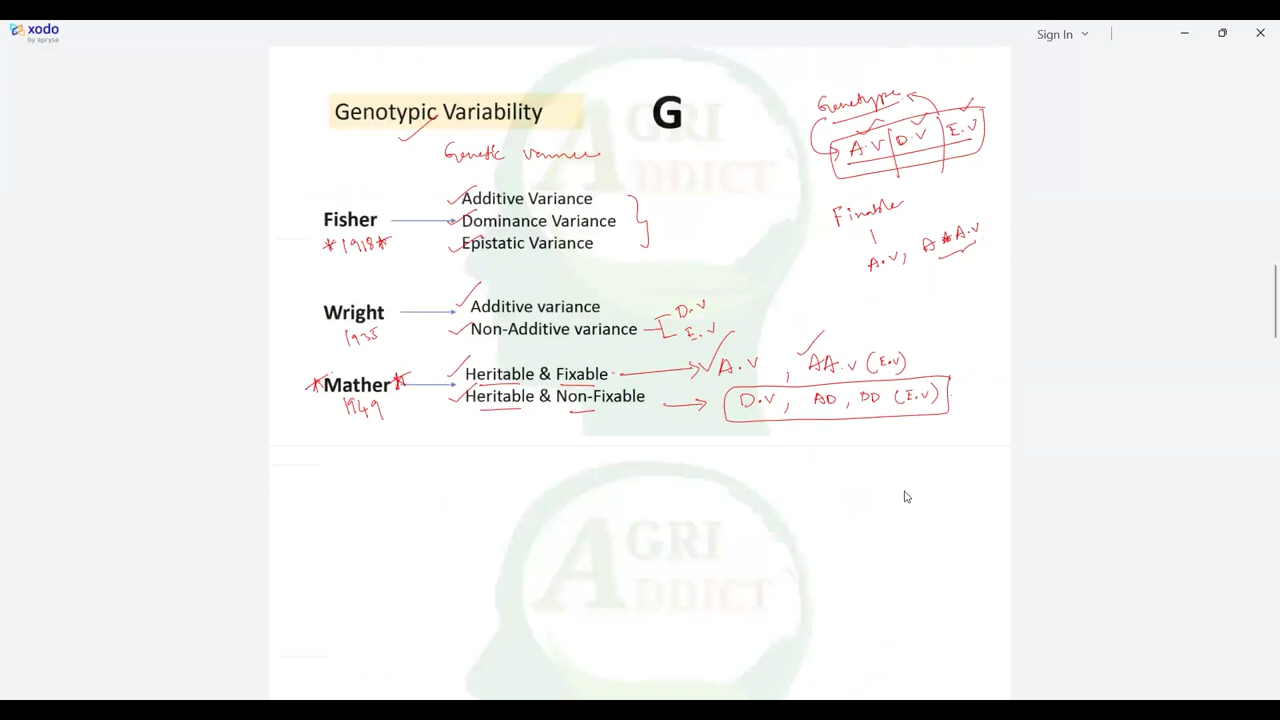 xodo
by apryse
Sign In
Genotypic Variability
G
Genotype
A.V D.V E.V
Genetic variance
Fisher
*1918*
Additive Variance
Dominance Variance
Epistatic Variance
Fixable
A.V, A*A.V
Wright
1935
Additive variance
Non-Additive variance
D.V
E.V
*Mather*
1949
Heritable & Fixable
A.V, AA.V (E.V)
Heritable & Non-Fixable
D.V, AD, DD (E.V)
AGRI
ADDICT
AGRI
ADDICT